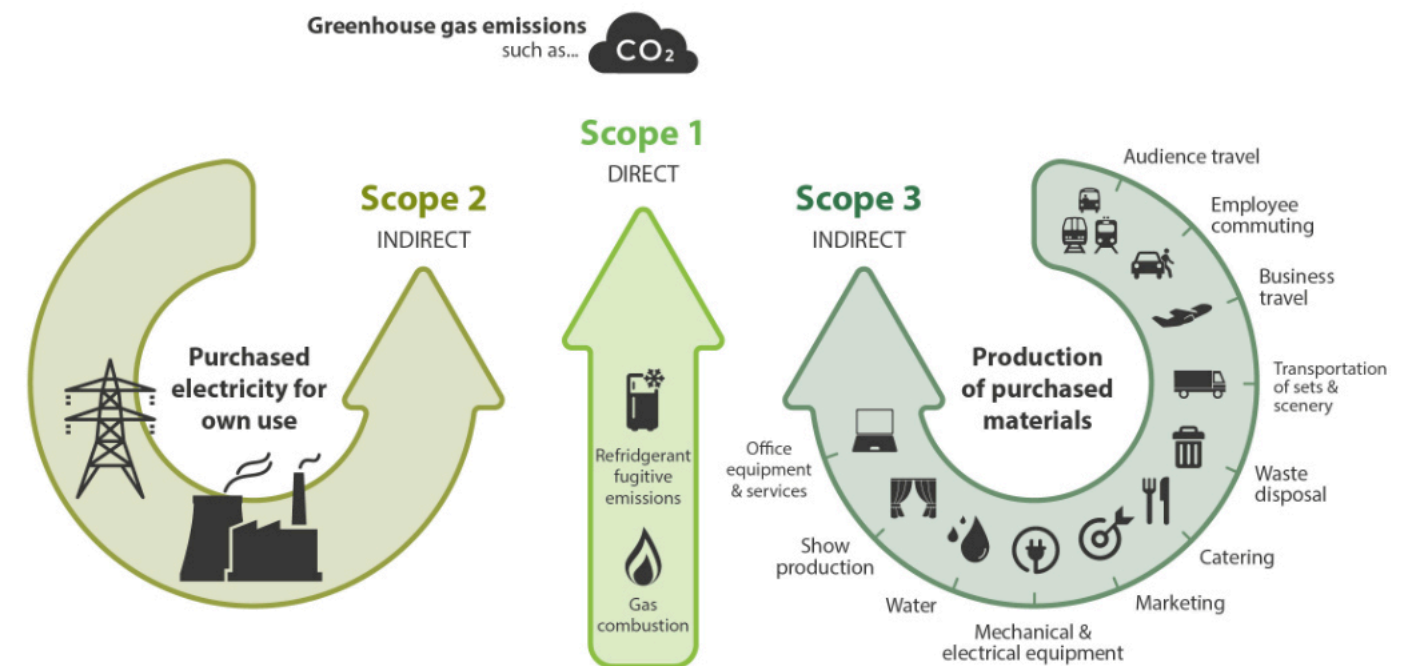 Greenhouse gas emissions
such as...
CO₂
Scope 1
DIRECT
Scope 2
INDIRECT
Scope 3
INDIRECT
Purchased
electricity for
own use
Refridgerant
fugitive
emissions
Gas
combustion
Production
of purchased
materials
Audience travel
Employee
commuting
Business
travel
Transportation
of sets &
scenery
Waste
disposal
Catering
Marketing
Mechanical &
electrical equipment
Water
Show
production
Office
equipment
& services